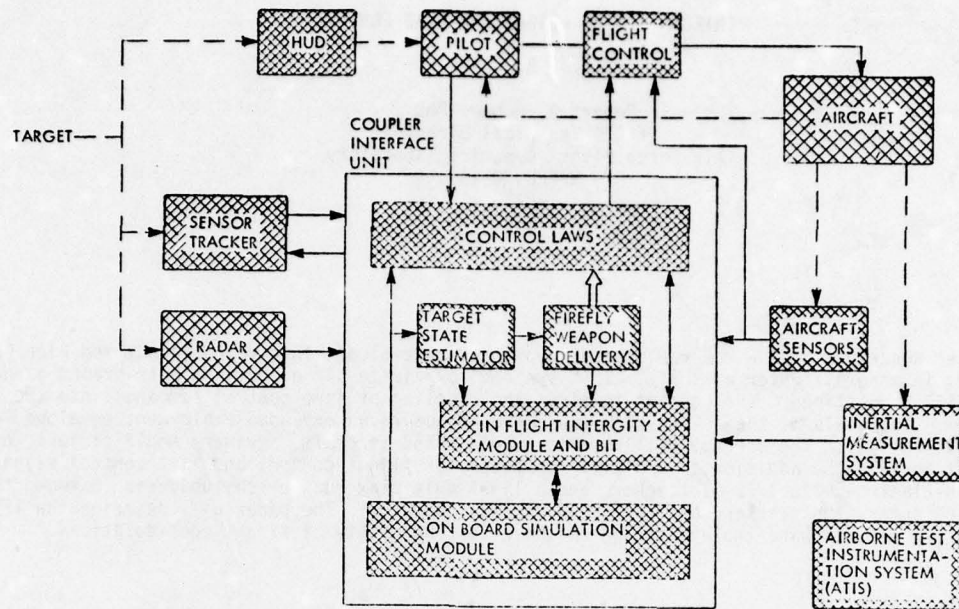 HUD
PILOT
FLIGHT
CONTROL
AIRCRAFT
TARGET
COUPLER
INTERFACE
UNIT
SENSOR
TRACKER
CONTROL LAWS
RADAR
TARGET
STATE
ESTIMATOR
FIREFLY
WEAPON
DELIVERY
AIRCRAFT
SENSORS
IN FLIGHT INTERGITY
MODULE AND BIT
INERTIAL
MEASUREMENT
SYSTEM
ON BOARD SIMULATION
MODULE
AIRBORNE TEST
INSTRUMENTA-
TION SYSTEM
(ATIS)